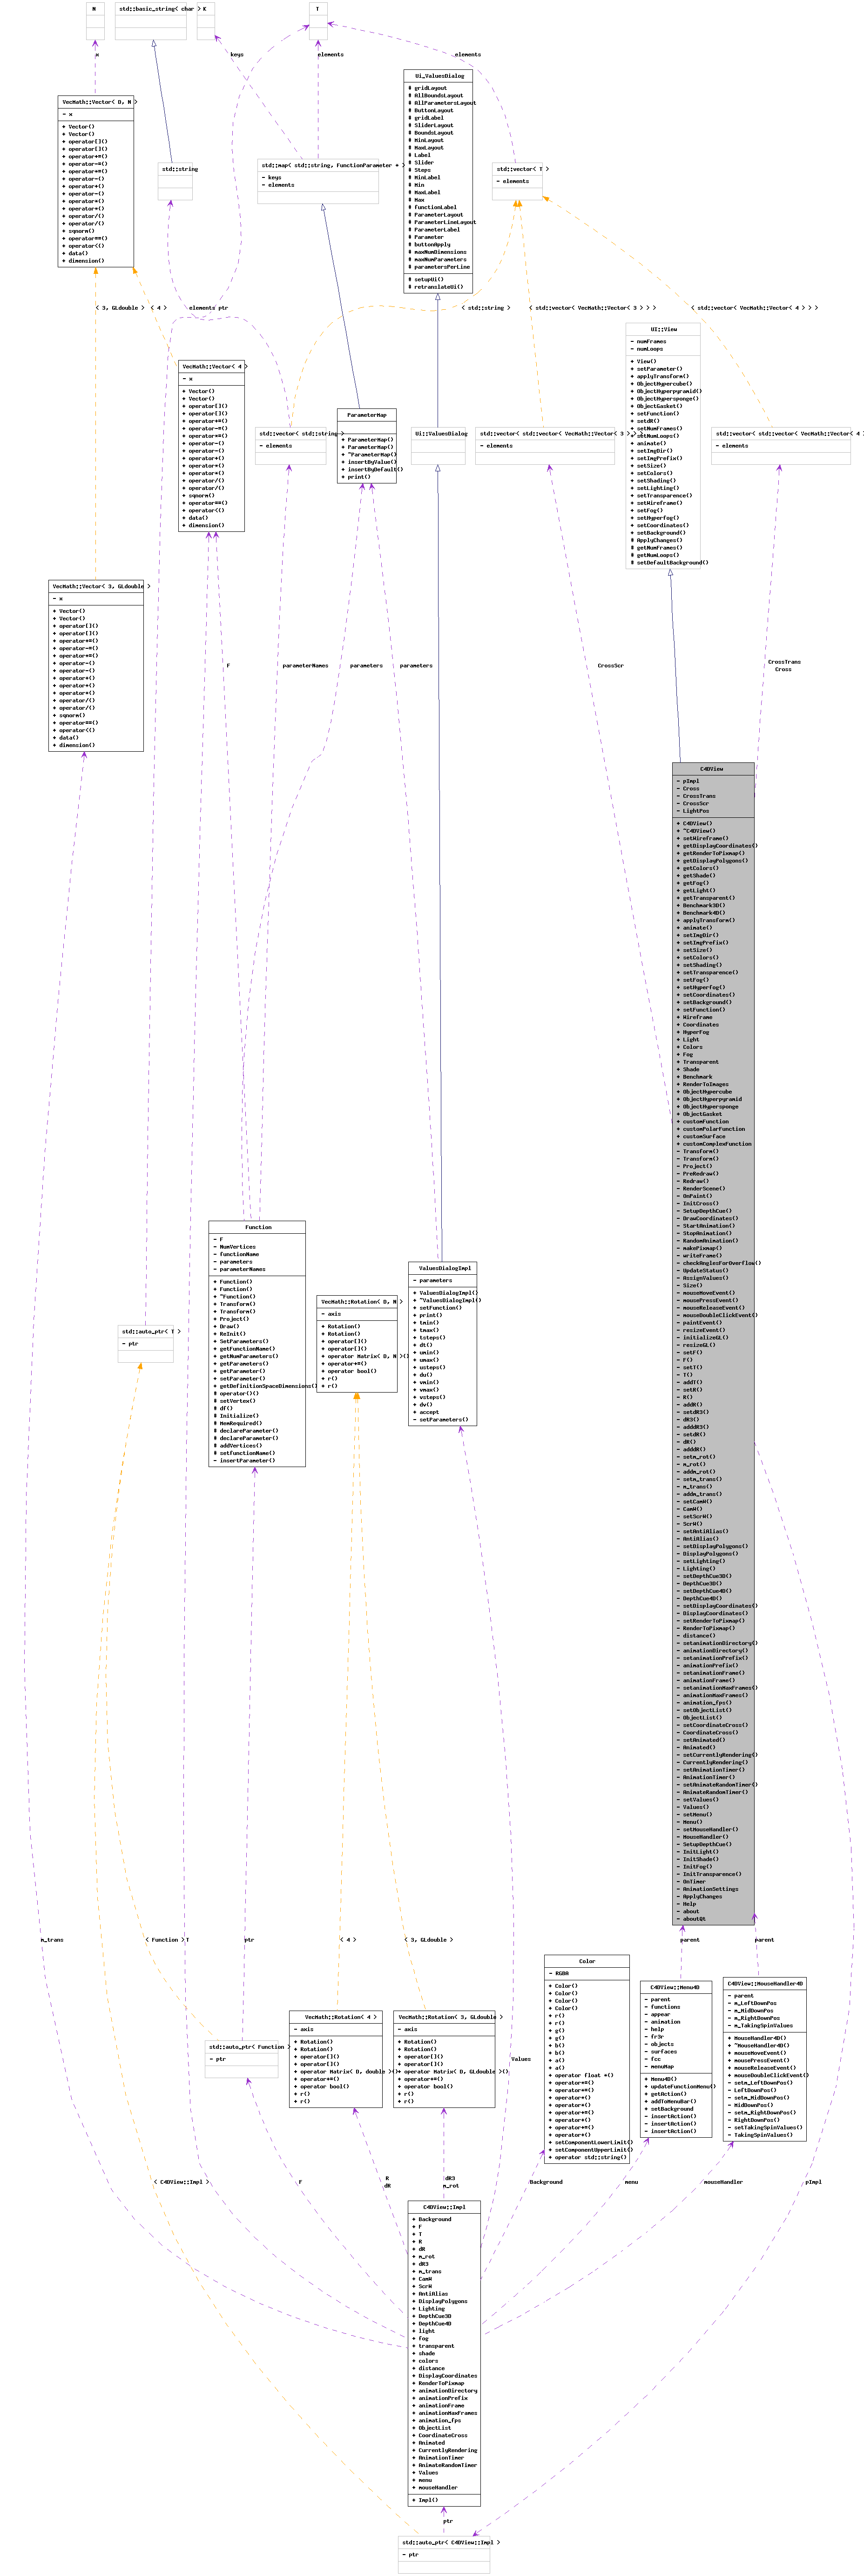 N
std::basic_string< char >
K
T
w
keys
elements
elements
Ui_ValuesDialog
# gridLayout
# AllBoundsLayout
# AllParametersLayout
# ButtonLayout
# gridLabel
# SliderLayout
# BoundsLayout
# MinLayout
# MaxLayout
# Label
# Slider
# Steps
# MinLabel
# Min
# MaxLabel
# Max
# functionLabel
# ParameterLayout
# ParameterLineLayout
# ParameterLabel
# Parameter
# buttonApply
# maxNumDimensions
# maxNumParameters
# parametersPerLine
# setupUi()
# retranslateUi()
VecMath::Vector< D, N >
- x
+ Vector()
+ Vector()
+ operator[]()
+ operator[]()
+ operator+=()
+ operator-=()
+ operator*=()
+ operator-()
+ operator+()
+ operator-()
+ operator*()
+ operator*()
+ operator/()
+ operator/()
+ sqnorm()
+ operator==()
+ operator<()
+ data()
+ dimension()
std::string
std::map< std::string, FunctionParameter * >
- keys
- elements
std::vector< T >
- elements
< 3, GLdouble >
< 4 >
elements
ptr
< std::string >
< std::vector< VecMath::Vector< 3 > > >
< std::vector< VecMath::Vector< 4 > > >
UI::View
- numFrames
- numLoops
+ View()
+ setParameter()
+ applyTransform()
+ ObjectHypercube()
+ ObjectHyperpyramid()
+ ObjectHypersponge()
+ ObjectGasket()
+ setFunction()
+ setdR()
+ setNumFrames()
+ setNumLoops()
+ animate()
+ setImgDir()
+ setImgPrefix()
+ setSize()
+ setColors()
+ setShading()
+ setLighting()
+ setTransparence()
+ setWireframe()
+ setFog()
+ setHyperfog()
+ setCoordinates()
+ setBackground()
# ApplyChanges()
# getNumFrames()
# getNumLoops()
# setDefaultBackground()
VecMath::Vector< 4 >
- x
+ Vector()
+ Vector()
+ operator[]()
+ operator[]()
+ operator+=()
+ operator-=()
+ operator*=()
+ operator-()
+ operator-()
+ operator+()
+ operator*()
+ operator*()
+ operator/()
+ operator/()
+ sqnorm()
+ operator==()
+ operator<()
+ data()
+ dimension()
std::vector< std::string >
- elements
ParameterMap
+ ParameterMap()
+ ParameterMap()
+ ~ParameterMap()
+ insertByValue()
+ insertByDefault()
+ print()
Ui::ValuesDialog
std::vector< std::vector< VecMath::Vector< 3 > > >
- elements
std::vector< std::vector< VecMath::Vector< 4 >
- elements
VecMath::Vector< 3, GLdouble >
- x
+ Vector()
+ Vector()
+ operator[]()
+ operator[]()
+ operator+=()
+ operator-=()
+ operator*=()
+ operator-()
+ operator-()
+ operator+()
+ operator*()
+ operator*()
+ operator/()
+ operator/()
+ sqnorm()
+ operator==()
+ operator<()
+ data()
+ dimension()
F
parameterNames
parameters
parameters
CrossScr
CrossTrans
Cross
C4DView
- pImpl
- Cross
- CrossTrans
- CrossScr
- LightPos
+ C4DView()
+ ~C4DView()
+ setWireframe()
+ getDisplayCoordinates()
+ getRenderToPixmap()
+ getDisplayPolygons()
+ getColors()
+ getShade()
+ getFog()
+ getLight()
+ getTransparent()
+ Benchmark3D()
+ Benchmark4D()
+ applyTransform()
+ animate()
+ setImgDir()
+ setImgPrefix()
+ setSize()
+ setColors()
+ setShading()
+ setTransparence()
+ setFog()
+ setHyperfog()
+ setCoordinates()
+ setBackground()
+ setFunction()
+ Wireframe
+ Coordinates
+ HyperFog
+ Light
+ Colors
+ Fog
+ Transparent
+ Shade
+ Benchmark
+ RenderToImages
+ ObjectHypercube
+ ObjectHyperpyramid
+ ObjectHypersponge
+ ObjectGasket
+ customFunction
+ customPolarFunction
+ customSurface
+ customComplexFunction
- Transform()
- Transform()
- Project()
- PreRedraw()
- Redraw()
- RenderScene()
- OnPaint()
- InitCross()
- SetupDepthCue()
- DrawCoordinates()
- StartAnimation()
- StopAnimation()
- RandomAnimation()
- makePixmap()
- writeFrame()
- checkAnglesForOverflow()
- UpdateStatus()
- AssignValues()
- Size()
- mouseMoveEvent()
- mousePressEvent()
- mouseReleaseEvent()
- mouseDoubleClickEvent()
- paintEvent()
- resizeEvent()
- initializeGL()
- resizeGL()
- setF()
- F()
- setT()
- T()
- addT()
- setR()
- R()
- addR()
- setdR3()
- dR3()
- adddR3()
- setdR()
- dR()
- adddR()
- setm_rot()
- m_rot()
- addm_rot()
- setm_trans()
- m_trans()
- addm_trans()
- setCamW()
- CamW()
- setScrW()
- ScrW()
- setAntiAlias()
- AntiAlias()
- setDisplayPolygons()
- DisplayPolygons()
- setLighting()
- Lighting()
- setDepthCue3D()
- DepthCue3D()
- setDepthCue4D()
- DepthCue4D()
- setDisplayCoordinates()
- DisplayCoordinates()
- setRenderToPixmap()
- RenderToPixmap()
- distance()
- setanimationDirectory()
- animationDirectory()
- setanimationPrefix()
- animationPrefix()
- setanimationFrame()
- animationFrame()
- setanimationMaxFrames()
- animationMaxFrames()
- animation_fps()
- setObjectList()
- ObjectList()
- setCoordinateCross()
- CoordinateCross()
- setAnimated()
- Animated()
- setCurrentlyRendering()
- CurrentlyRendering()
- setAnimationTimer()
- AnimationTimer()
- setAnimateRandomTimer()
- AnimateRandomTimer()
- setValues()
- Values()
- setMenu()
- Menu()
- setMouseHandler()
- MouseHandler()
- SetupDepthCue()
- InitLight()
- InitShade()
- InitFog()
- InitTransparence()
- OnTimer
- AnimationSettings
- ApplyChanges
- Help
- about
- aboutQt
Function
- F
- NumVertices
- functionName
- parameters
- parameterNames
+ Function()
+ Function()
+ ~Function()
+ Transform()
+ Transform()
+ Project()
+ Draw()
+ ReInit()
+ SetParameters()
+ getFunctionName()
+ getNumParameters()
+ getParameters()
+ getParameter()
+ setParameter()
+ getDefinitionSpaceDimensions()
# operator()()
# setVertex()
# df()
# Initialize()
# MemRequired()
# declareParameter()
# declareParameter()
# addVertices()
# setfunctionName()
- insertParameter()
VecMath::Rotation< D, N >
- axis
+ Rotation()
+ Rotation()
+ operator[]()
+ operator[]()
+ operator Matrix< D, N >()
+ operator+=()
+ operator bool()
+ r()
+ r()
ValuesDialogImpl
- parameters
+ ValuesDialogImpl()
+ ~ValuesDialogImpl()
+ setFunction()
+ print()
+ tmin()
+ tmax()
+ tsteps()
+ dt()
+ umin()
+ umax()
+ usteps()
+ du()
+ vmin()
+ vmax()
+ vsteps()
+ dv()
+ accept
- setParameters()
std::auto_ptr< T >
- ptr
m_trans
< Function >
T
ptr
< 4 >
< 3, GLdouble >
parent
parent
std::auto_ptr< Function >
- ptr
VecMath::Rotation< 4 >
- axis
+ Rotation()
+ Rotation()
+ operator[]()
+ operator[]()
+ operator Matrix< D, double >()
+ operator+=()
+ operator bool()
+ r()
+ r()
VecMath::Rotation< 3, GLdouble >
- axis
+ Rotation()
+ Rotation()
+ operator[]()
+ operator[]()
+ operator Matrix< D, GLdouble >()
+ operator+=()
+ operator bool()
+ r()
+ r()
Values
Color
- RGBA
+ Color()
+ Color()
+ Color()
+ Color()
+ r()
+ r()
+ g()
+ g()
+ b()
+ b()
+ a()
+ a()
+ operator float *()
+ operator==()
+ operator+=()
+ operator+()
+ operator*()
+ operator*=()
+ operator*()
+ operator*=()
+ operator*()
+ setComponentLowerLimit()
+ setComponentUpperLimit()
+ operator std::string()
C4DView::Menu4D
- parent
- functions
- appear
- animation
- help
- fr3r
- objects
- surfaces
- fcc
- menuMap
+ Menu4D()
+ updateFunctionMenu()
+ getAction()
+ addToMenuBar()
+ setBackground
- insertAction()
- insertAction()
- insertAction()
C4DView::MouseHandler4D
- parent
- m_LeftDownPos
- m_MidDownPos
- m_RightDownPos
- m_TakingSpinValues
+ MouseHandler4D()
+ ~MouseHandler4D()
+ mouseMoveEvent()
+ mousePressEvent()
+ mouseReleaseEvent()
+ mouseDoubleClickEvent()
- setm_LeftDownPos()
- LeftDownPos()
- setm_MidDownPos()
- MidDownPos()
- setm_RightDownPos()
- RightDownPos()
- setTakingSpinValues()
- TakingSpinValues()
< C4DView::Impl >
F
R
dR
dR3
m_rot
Background
menu
mouseHandler
pImpl
C4DView::Impl
+ Background
+ F
+ T
+ R
+ dR
+ m_rot
+ dR3
+ m_trans
+ CamW
+ ScrW
+ AntiAlias
+ DisplayPolygons
+ Lighting
+ DepthCue3D
+ DepthCue4D
+ light
+ fog
+ transparent
+ shade
+ colors
+ distance
+ DisplayCoordinates
+ RenderToPixmap
+ animationDirectory
+ animationPrefix
+ animationFrame
+ animationMaxFrames
+ animation_fps
+ ObjectList
+ CoordinateCross
+ Animated
+ CurrentlyRendering
+ AnimationTimer
+ AnimateRandomTimer
+ Values
+ menu
+ mouseHandler
+ Impl()
ptr
std::auto_ptr< C4DView::Impl >
- ptr